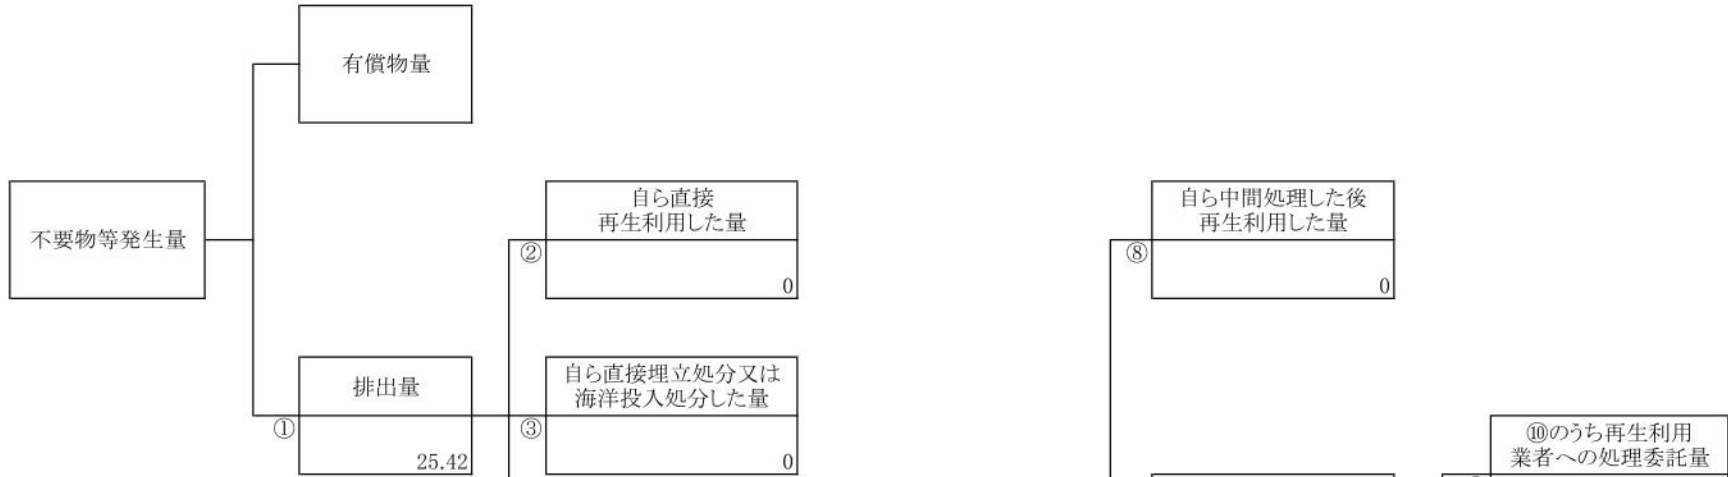 有償物量
不要物等発生量
自ら直接
再生利用した量
②
0
自ら中間処理した後
再生利用した量
⑧
0
排出量
①
25.42
自ら直接埋立処分又は
海洋投入処分した量
③
0
⑩のうち再生利用
業者への処理委託量